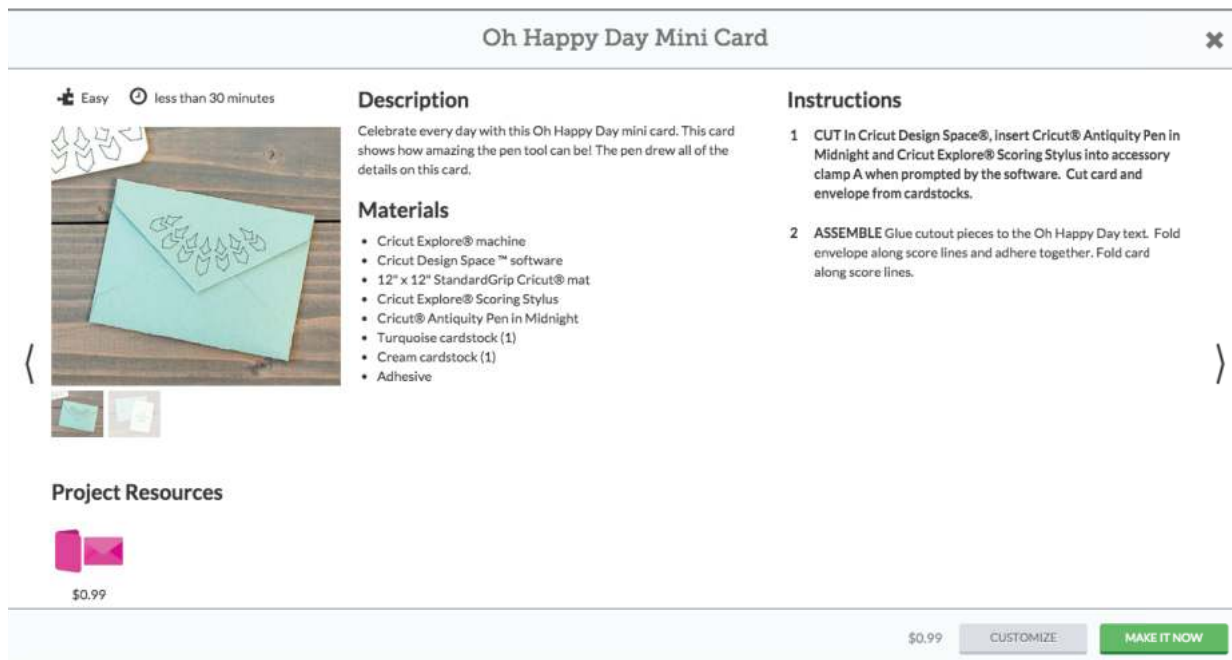 Oh Happy Day Mini Card
Easy less than 30 minutes
Description
Celebrate every day with this Oh Happy Day mini card. This card
shows how amazing the pen tool can be! The pen drew all of the
details on this card.
Materials
• Cricut Explore® machine
• Cricut Design Space ™ software
• 12" x 12" StandardGrip Cricut® mat
• Cricut Explore® Scoring Stylus
• Cricut® Antiquity Pen in Midnight
• Turquoise cardstock (1)
• Cream cardstock (1)
• Adhesive
Instructions
1 CUT In Cricut Design Space®, insert Cricut® Antiquity Pen in
Midnight and Cricut Explore® Scoring Stylus into accessory
clamp A when prompted by the software. Cut card and
envelope from cardstocks.
2 ASSEMBLE Glue cutout pieces to the Oh Happy Day text. Fold
envelope along score lines and adhere together. Fold card
along score lines.
Project Resources
$0.99
$0.99 CUSTOMIZE MAKE IT NOW